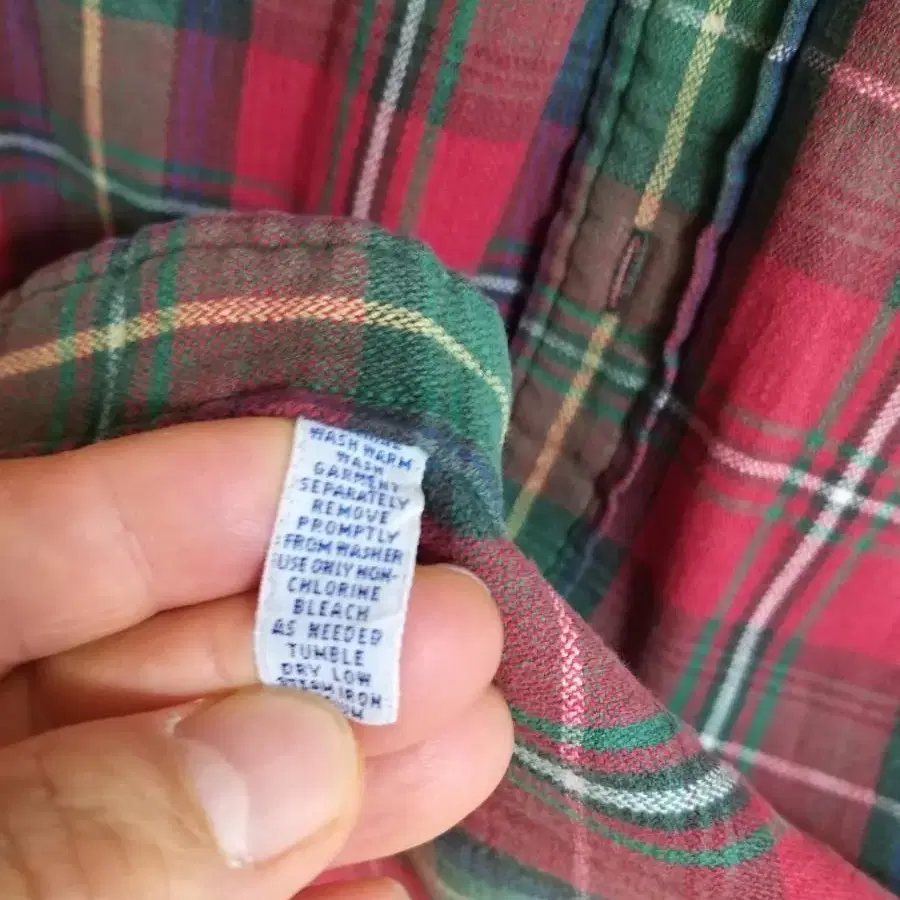 WASH WARM
WASH
GARMENT
SEPARATELY
REMOVE
PROMPTLY
FROM WASHER
USE ONLY NON-
CHLORINE
BLEACH
AS NEEDED
TUMBLE
DRY LOW